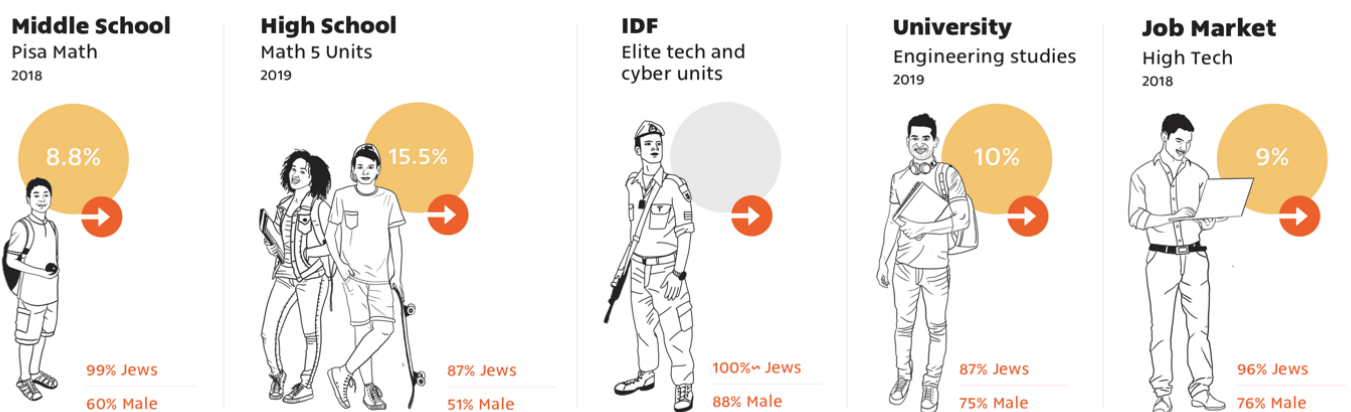 Middle School
Pisa Math
2018
8.8%
99% Jews
60% Male
High School
Math 5 Units
2019
15.5%
87% Jews
51% Male
IDF
Elite tech and
cyber units
100%~ Jews
88% Male
University
Engineering studies
2019
10%
87% Jews
75% Male
Job Market
High Tech
2018
9%
96% Jews
76% Male